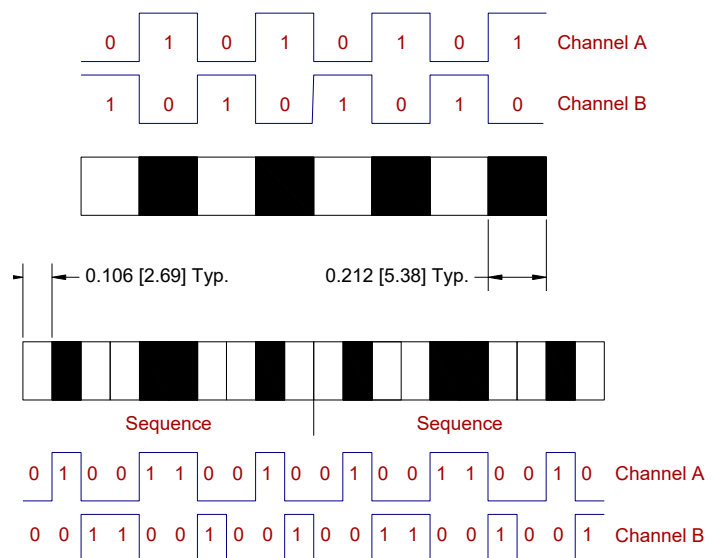 0 1 0 1 0 1 0 1 Channel A
1 0 1 0 1 0 1 0 Channel B
0.106 [2.69] Typ. 0.212 [5.38] Typ.
Sequence Sequence
0 1 0 0 1 1 0 0 1 0 0 1 0 0 1 1 0 0 1 0 Channel A
0 0 1 1 0 0 1 0 0 1 0 0 1 1 0 0 1 0 0 1 Channel B